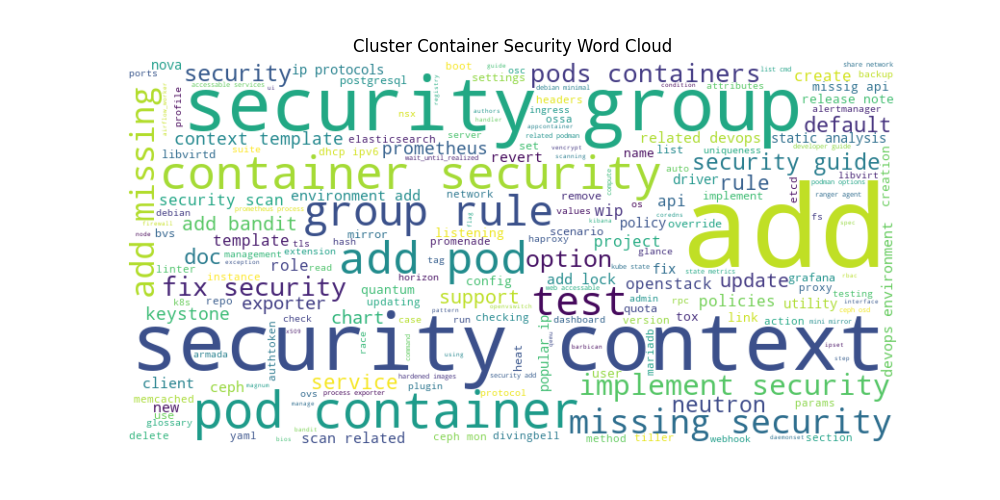 Cluster Container Security Word Cloud
nova
osc
boot
guide
list cmd
share network
ports
security
ip protocols
accessible services
ui
settings
pods containers
debian minimal
condition
attributes
create
backup
missig api
postgresql
registry
headers
release note
profile
security group
authors
handler
ingress
ossa
alertmanager
nsx
appcontainer
default
add missing
context template
elasticsearch
server
set
related podman
related devops
static analysis
libvirtd
suite
dhcp ipv6
prometheus
wait_until_realized
revert
vencrypt
scanning
name
list
uniqueness
developer guide
security guide
container security
compute
auto
driver
rule
libvirt
podman options
creation
security scan
environment add
network
remove
os
api
implement
etcd
ranger agent
debian
firewall
prometheus process
group rule
flag
kibana
values
wip
policy
override
coredns
fs
apec
add bandit
mirror
hash
promenade
listening
haproxy
scenario
project
glance
add
node
bvs
template
tls
extension
management
exception
doc
role
read
add pod
tag
option
kube state
fix
state metrics
rbac
linter
instance
horizon
config
web accessible
add lock
openstack
update
grafana
proxy
testing
fix security
quantum
updating
support
openswitch
test
admin
quota
rpc
policies
utility
interface
k8s
repo
exporter
chart
pattern
ceph osd
keystone
check
case
run
checking
dashboard
version
tox
link
action
mini mirror
ipset
devops environment
armada
x509
race
command
using
heat
popular ip
qemu
barbican
mariadb
step
security context
authtoken
client
ceph
magnum
hardened images
service
plugin
security add
user
implement security
memcached
use
new
glossary
manage
ovs
process exporter
protocol
pod container
neutron
params
missing security
delete
yaml
bios
bandit
scan related
ceph mon
divingbell
method
tiller
webhook
daemonset
section